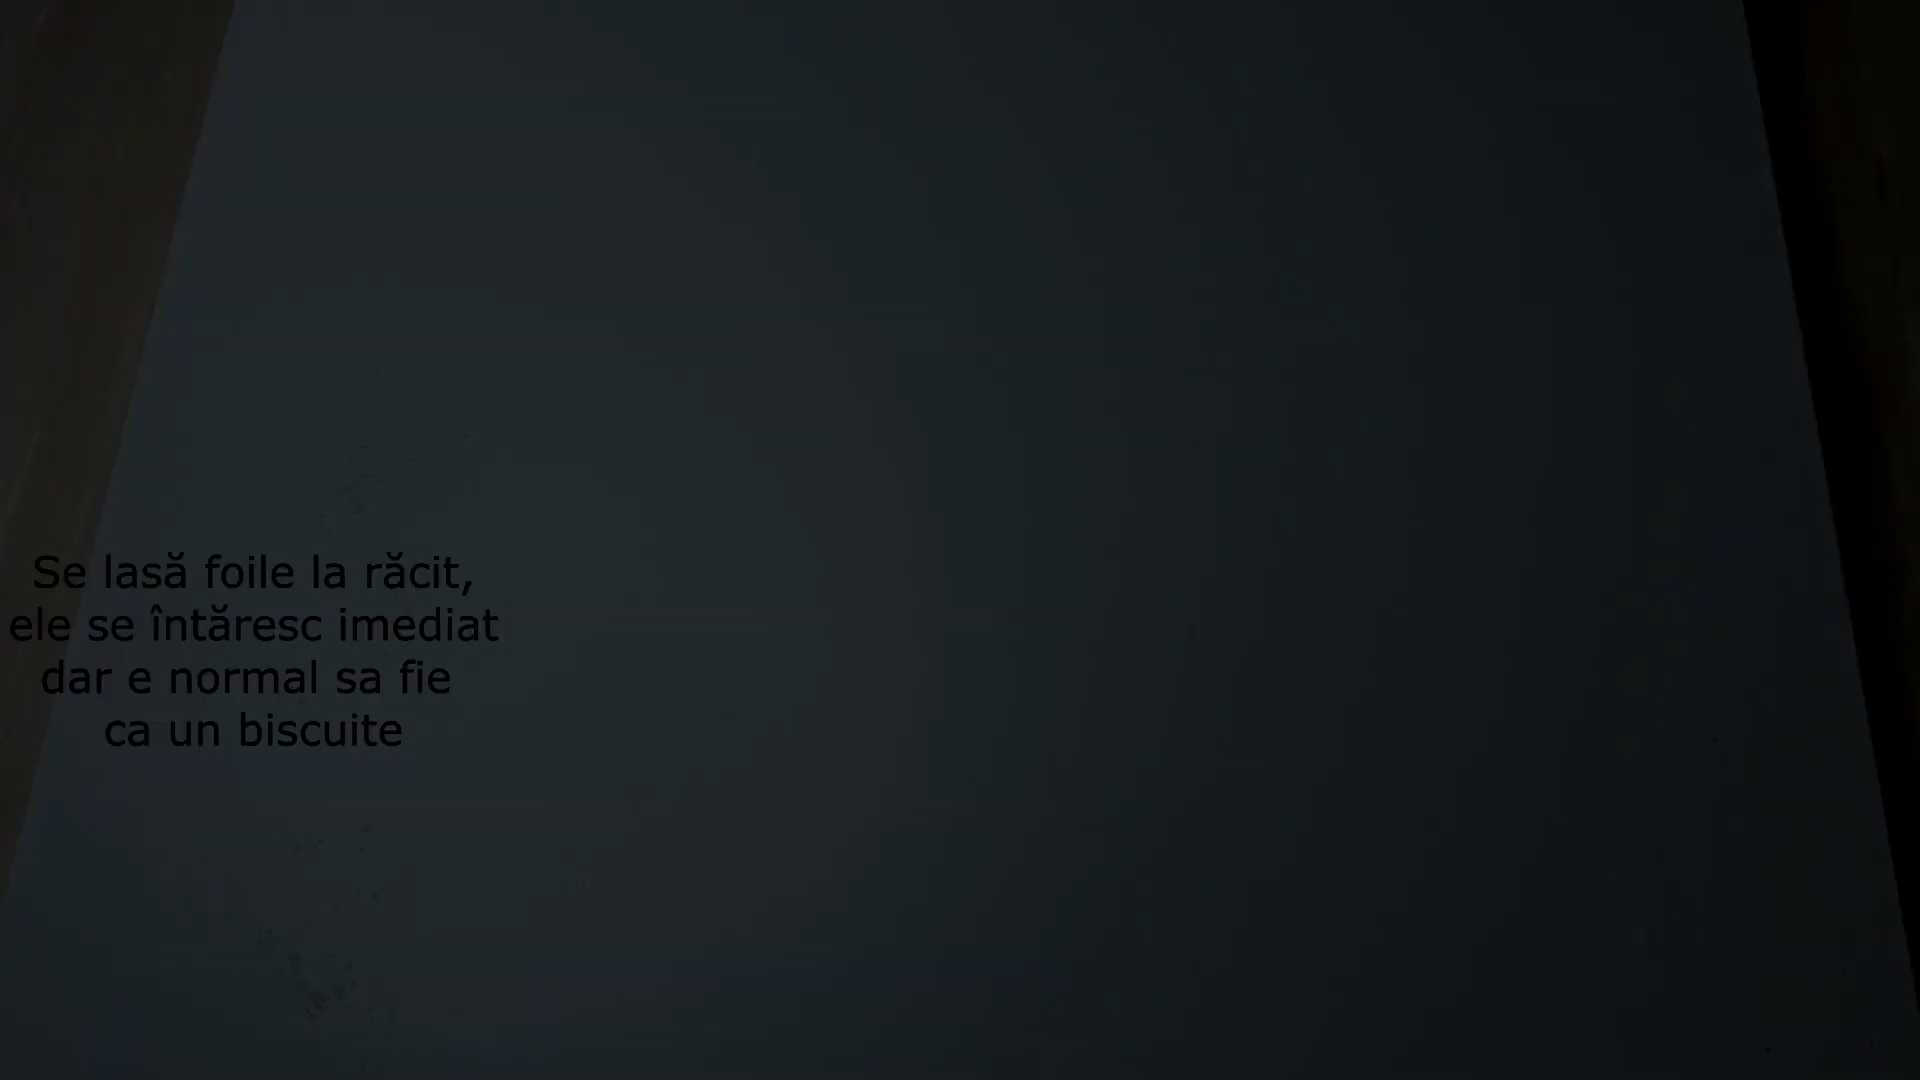 Se lasă foile la răcit,
ele se întăresc imediat
dar e normal sa fie
ca un biscuite